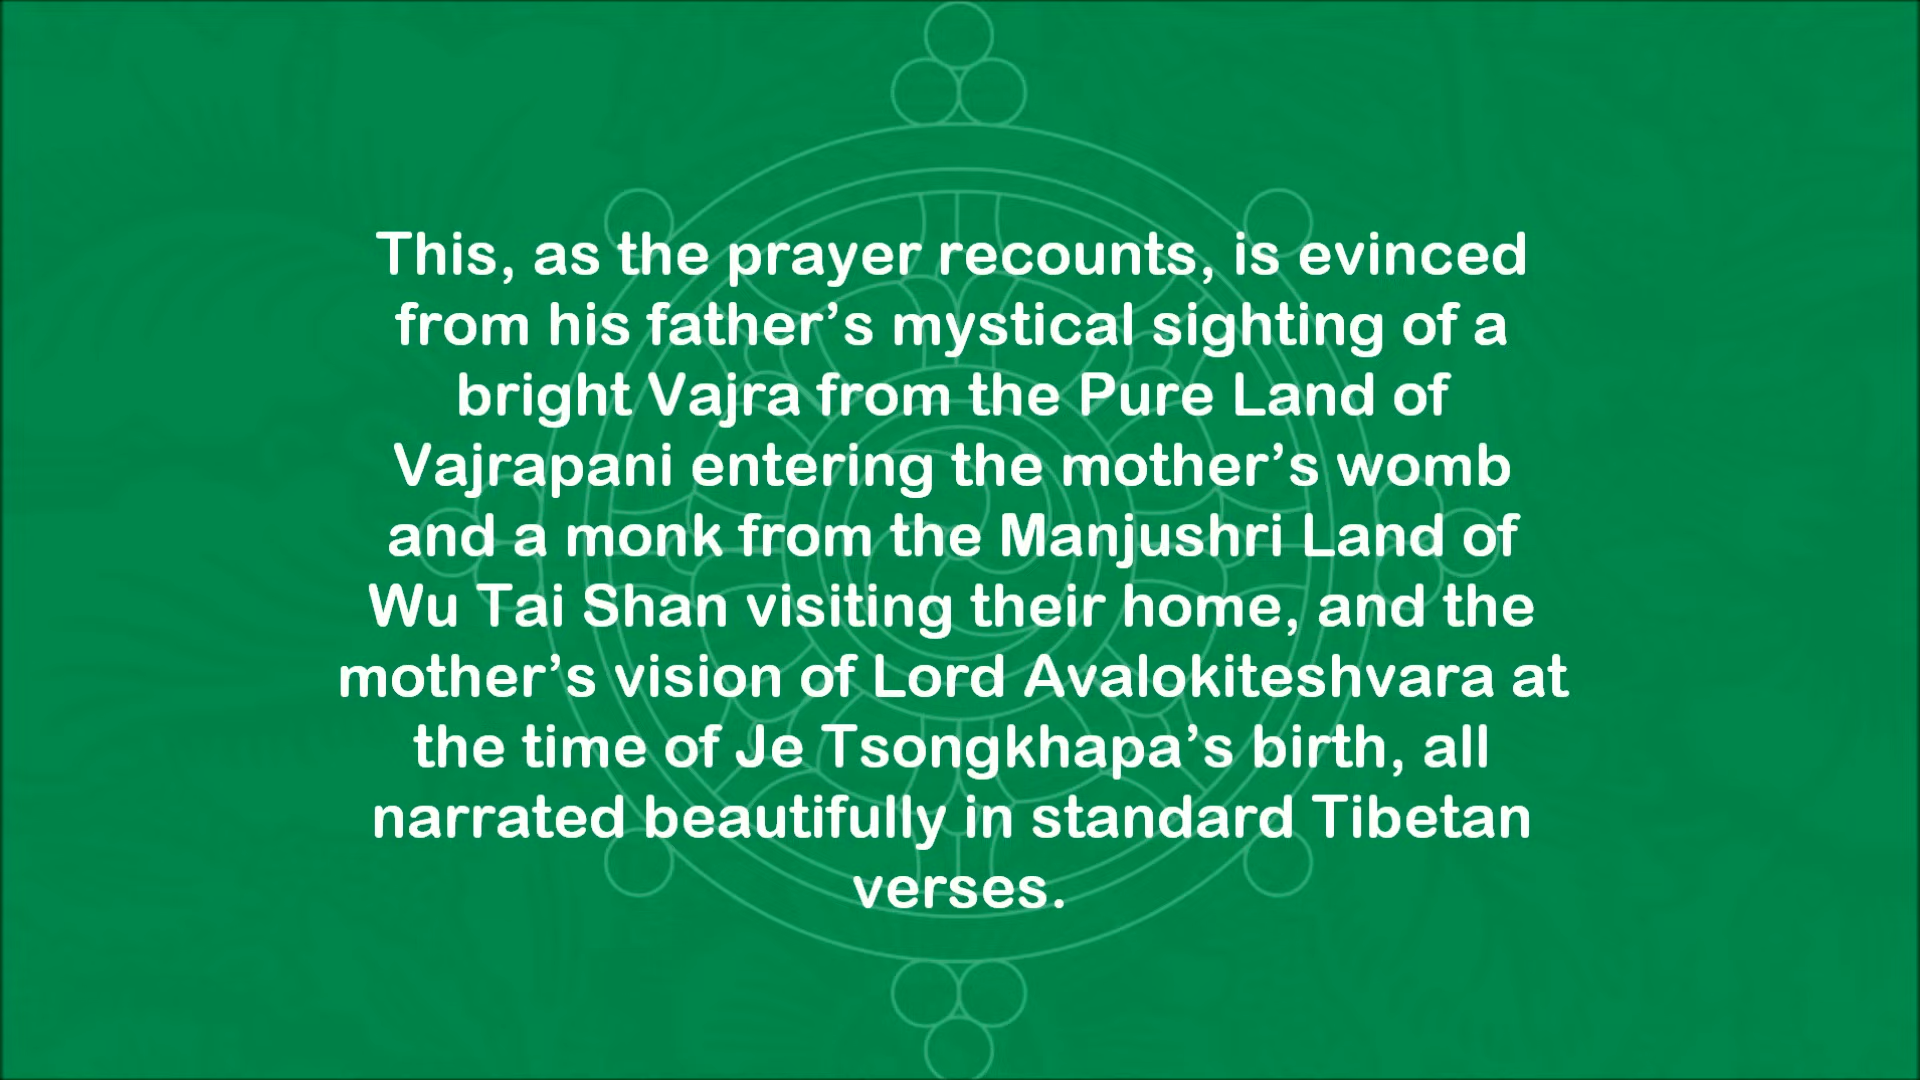 This, as the prayer recounts, is evinced
from his father’s mystical sighting of a
bright Vajra from the Pure Land of
Vajrapani entering the mother’s womb
and a monk from the Manjushri Land of
Wu Tai Shan visiting their home, and the
mother’s vision of Lord Avalokiteshvara at
the time of Je Tsongkhapa’s birth, all
narrated beautifully in standard Tibetan
verses.